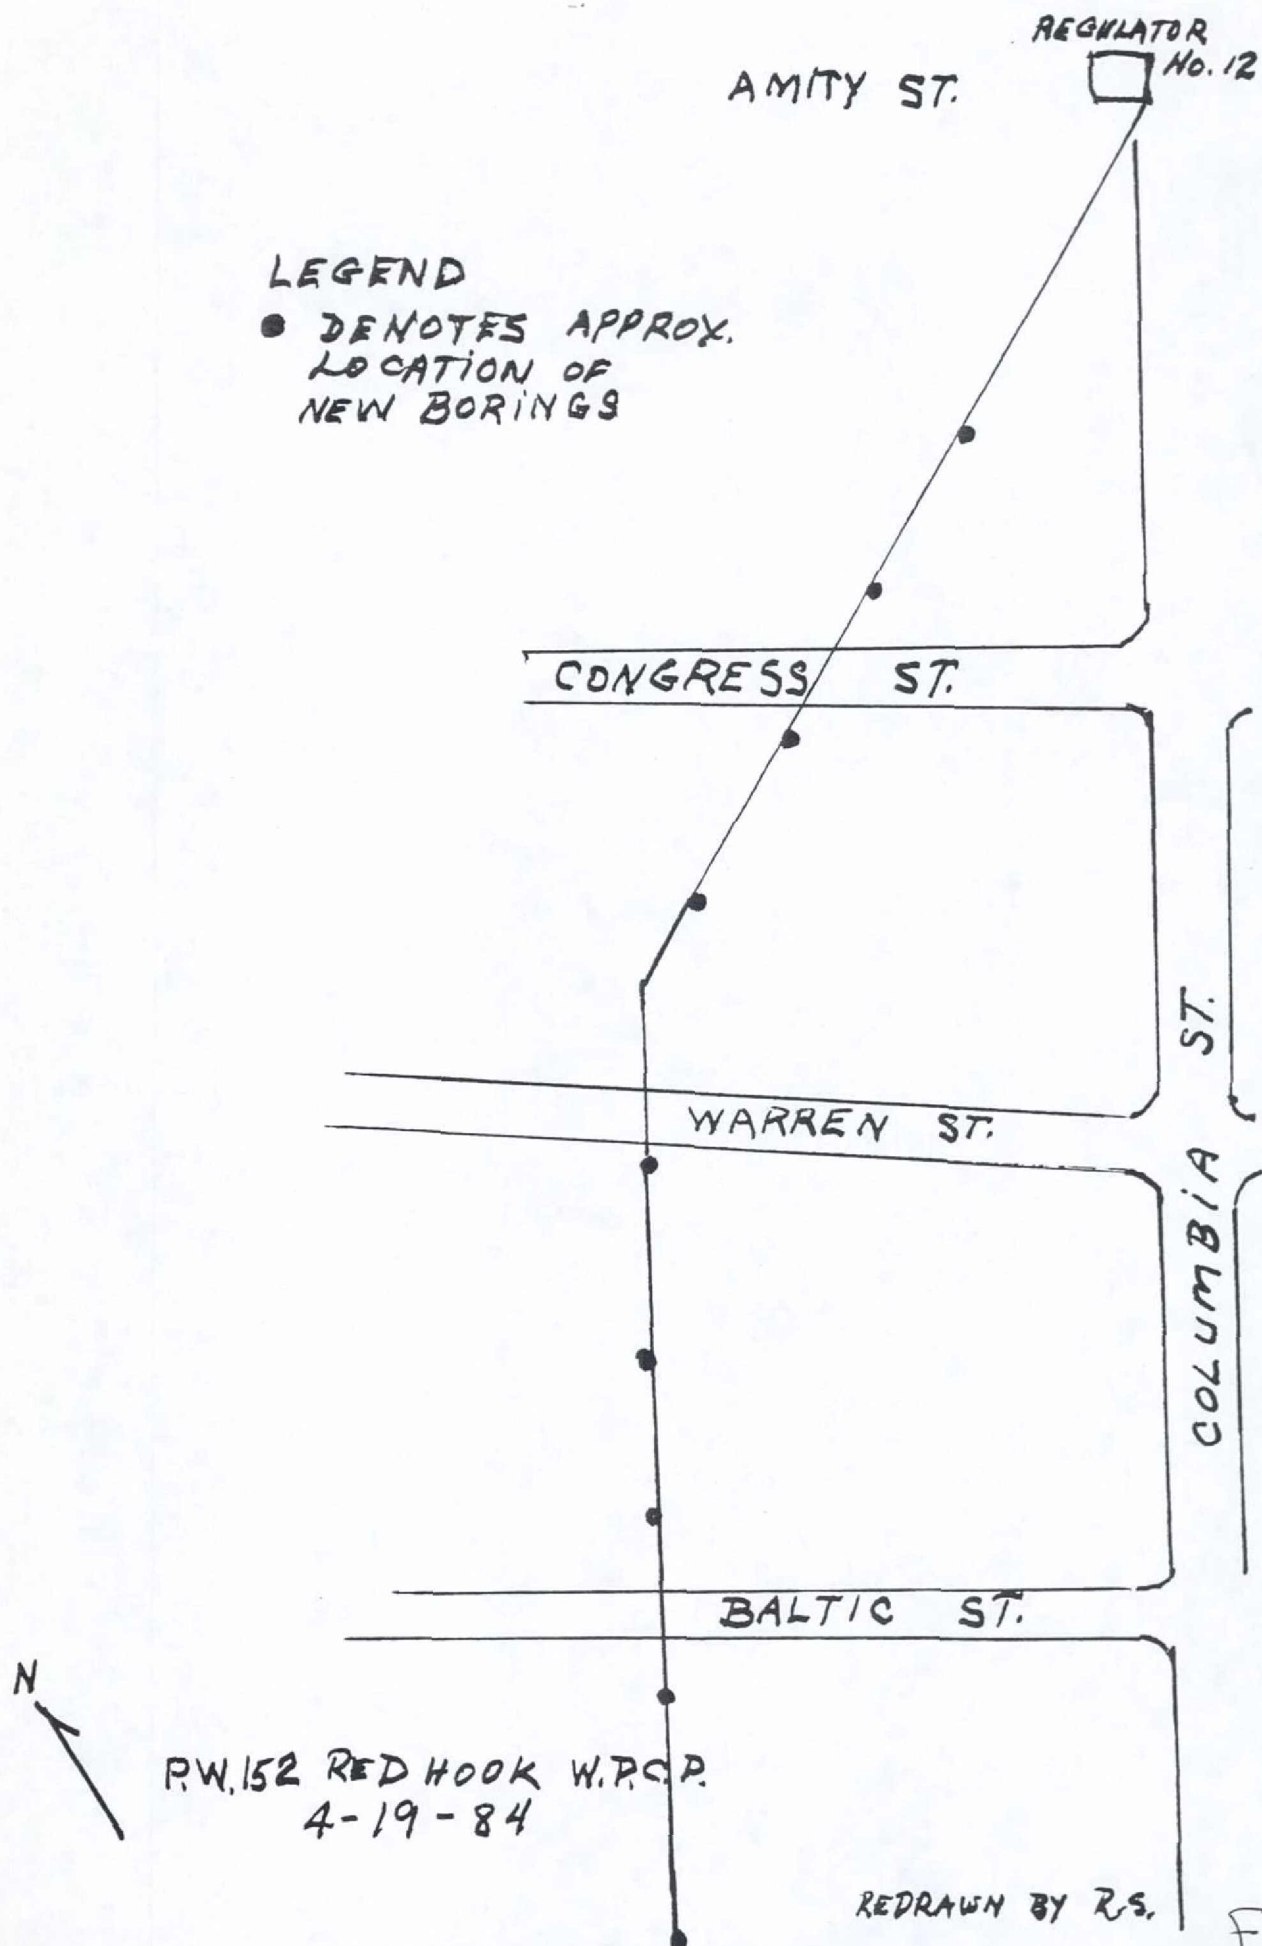 REGULATOR
No. 12
AMITY ST.
LEGEND
● DENOTES APPROX.
LOCATION OF
NEW BORINGS
CONGRESS ST.
WARREN ST.
COLUMBIA ST.
BALTIC ST.
N
P.W. 152 RED HOOK W.P.C.P.
4-19-84
REDRAWN BY R.S.